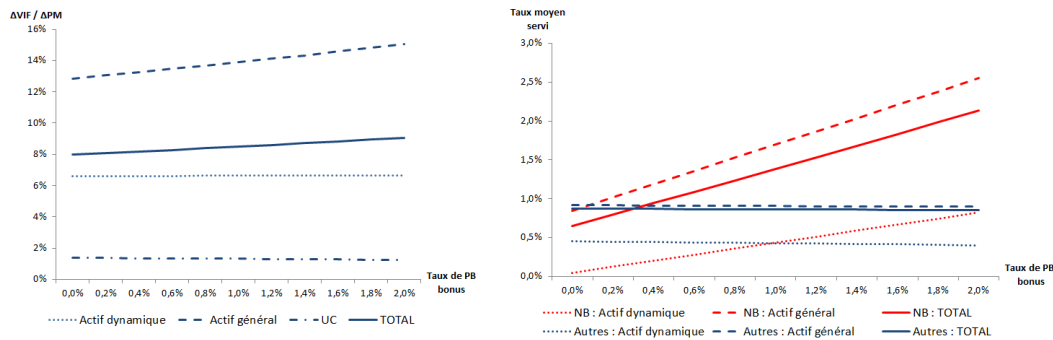 ΔVIF / ΔPM
16%
14%
12%
10%
8%
6%
4%
2%
0%
0,0% 0,2% 0,4% 0,6% 0,8% 1,0% 1,2% 1,4% 1,6% 1,8% 2,0%
Taux de PB
bonus
Actif dynamique Actif général UC TOTAL
Taux moyen
servi
3,0%
2,5%
2,0%
1,5%
1,0%
0,5%
0,0%
0,0% 0,2% 0,4% 0,6% 0,8% 1,0% 1,2% 1,4% 1,6% 1,8% 2,0%
Taux de PB
bonus
NB : Actif dynamique NB : Actif général NB : TOTAL
Autres : Actif dynamique Autres : Actif général Autres : TOTAL